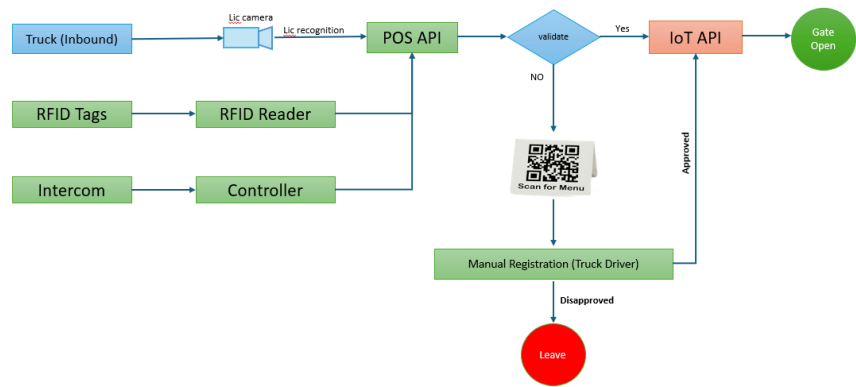 Lic camera
Truck (Inbound)
Lic recognition
POS API
validate
Yes
IoT API
Gate
Open
NO
RFID Tags
RFID Reader
Scan for Menu
Approved
Intercom
Controller
Manual Registration (Truck Driver)
Disapproved
Leave